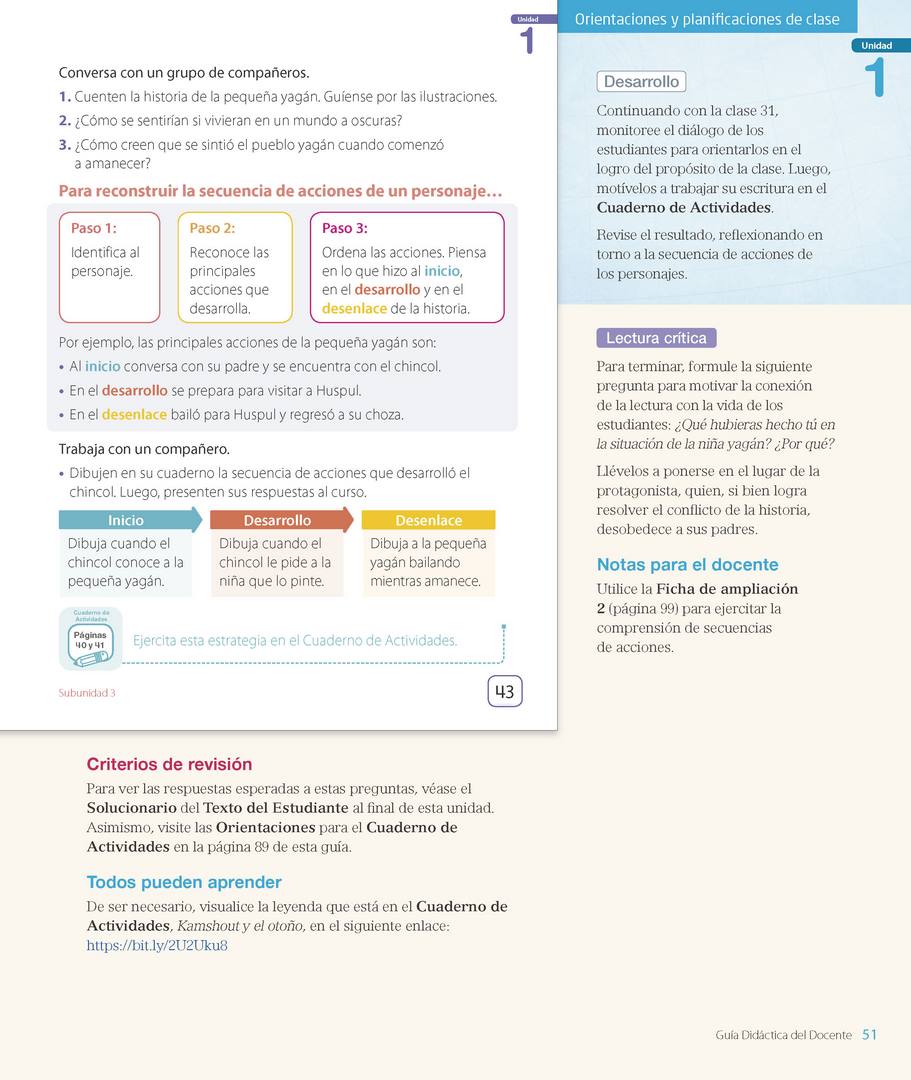 Unidad
1
Conversa con un grupo de compañeros.
1. Cuenten la historia de la pequeña yagán. Guíense por las ilustraciones.
2. ¿Cómo se sentirían si vivieran en un mundo a oscuras?
3. ¿Cómo creen que se sintió el pueblo yagán cuando comenzó
a amanecer?
Para reconstruir la secuencia de acciones de un personaje…
Paso 1:
Identifica al
personaje.
Paso 2:
Reconoce las
principales
acciones que
desarrolla.
Paso 3:
Ordena las acciones. Piensa
en lo que hizo al inicio,
en el desarrollo y en el
desenlace de la historia.
Por ejemplo, las principales acciones de la pequeña yagán son:
• Al inicio conversa con su padre y se encuentra con el chincol.
• En el desarrollo se prepara para visitar a Huspul.
• En el desenlace bailó para Huspul y regresó a su choza.
Trabaja con un compañero.
• Dibujen en su cuaderno la secuencia de acciones que desarrolló el
chincol. Luego, presenten sus respuestas al curso.
Inicio
Dibuja cuando el
chincol conoce a la
pequeña yagán.
Desarrollo
Dibuja cuando el
chincol le pide a la
niña que lo pinte.
Desenlace
Dibuja a la pequeña
yagán bailando
mientras amanece.
Cuaderno de
Actividades
Páginas
40 y 41
Ejercita esta estrategia en el Cuaderno de Actividades.
Subunidad 3
43
Orientaciones y planificaciones de clase
Unidad
1
Desarrollo
Continuando con la clase 31,
monitoree el diálogo de los
estudiantes para orientarlos en el
logro del propósito de la clase. Luego,
motívelos a trabajar su escritura en el
Cuaderno de Actividades.
Revise el resultado, reflexionando en
torno a la secuencia de acciones de
los personajes.
Lectura crítica
Para terminar, formule la siguiente
pregunta para motivar la conexión
de la lectura con la vida de los
estudiantes: ¿Qué hubieras hecho tú en
la situación de la niña yagán? ¿Por qué?
Llévelos a ponerse en el lugar de la
protagonista, quien, si bien logra
resolver el conflicto de la historia,
desobedece a sus padres.
Notas para el docente
Utilice la Ficha de ampliación
2 (página 99) para ejercitar la
comprensión de secuencias
de acciones.
Criterios de revisión
Para ver las respuestas esperadas a estas preguntas, véase el
Solucionario del Texto del Estudiante al final de esta unidad.
Asimismo, visite las Orientaciones para el Cuaderno de
Actividades en la página 89 de esta guía.
Todos pueden aprender
De ser necesario, visualice la leyenda que está en el Cuaderno de
Actividades, Kamshout y el otoño, en el siguiente enlace:
https://bit.ly/2U2Uku8
Guía Didáctica del Docente 51